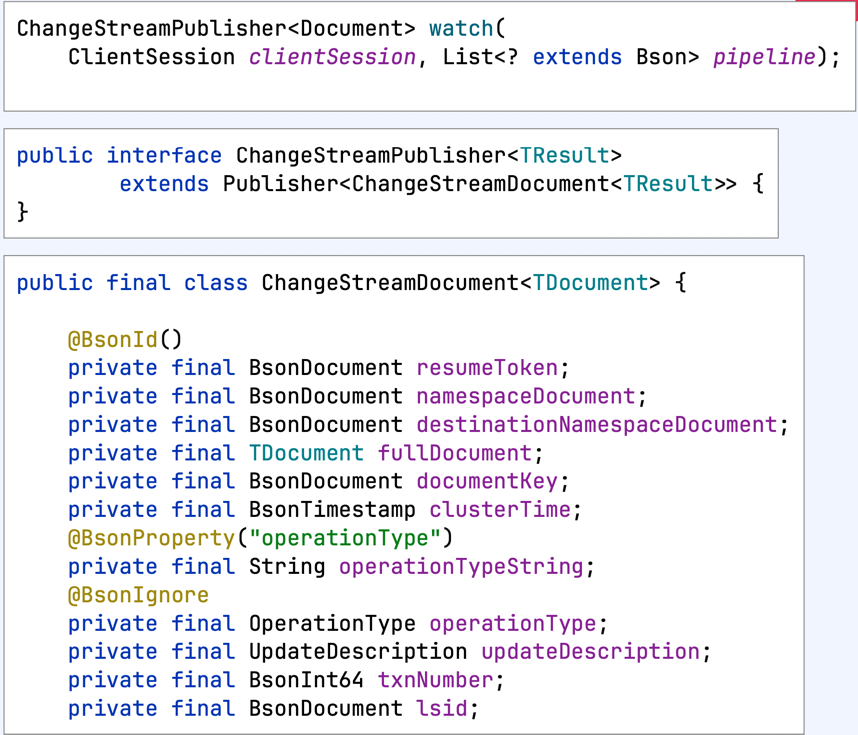 ChangeStreamPublisher<Document> watch(
ClientSession clientSession, List<? extends Bson> pipeline);
public interface ChangeStreamPublisher<TResult>
extends Publisher<ChangeStreamDocument<TResult>> {
}
public final class ChangeStreamDocument<TDocument> {
@BsonId()
private final BsonDocument resumeToken;
private final BsonDocument namespaceDocument;
private final BsonDocument destinationNamespaceDocument;
private final TDocument fullDocument;
private final BsonDocument documentKey;
private final BsonTimestamp clusterTime;
@BsonProperty("operationType")
private final String operationTypeString;
@BsonIgnore
private final OperationType operationType;
private final UpdateDescription updateDescription;
private final BsonInt64 txnNumber;
private final BsonDocument lsid;